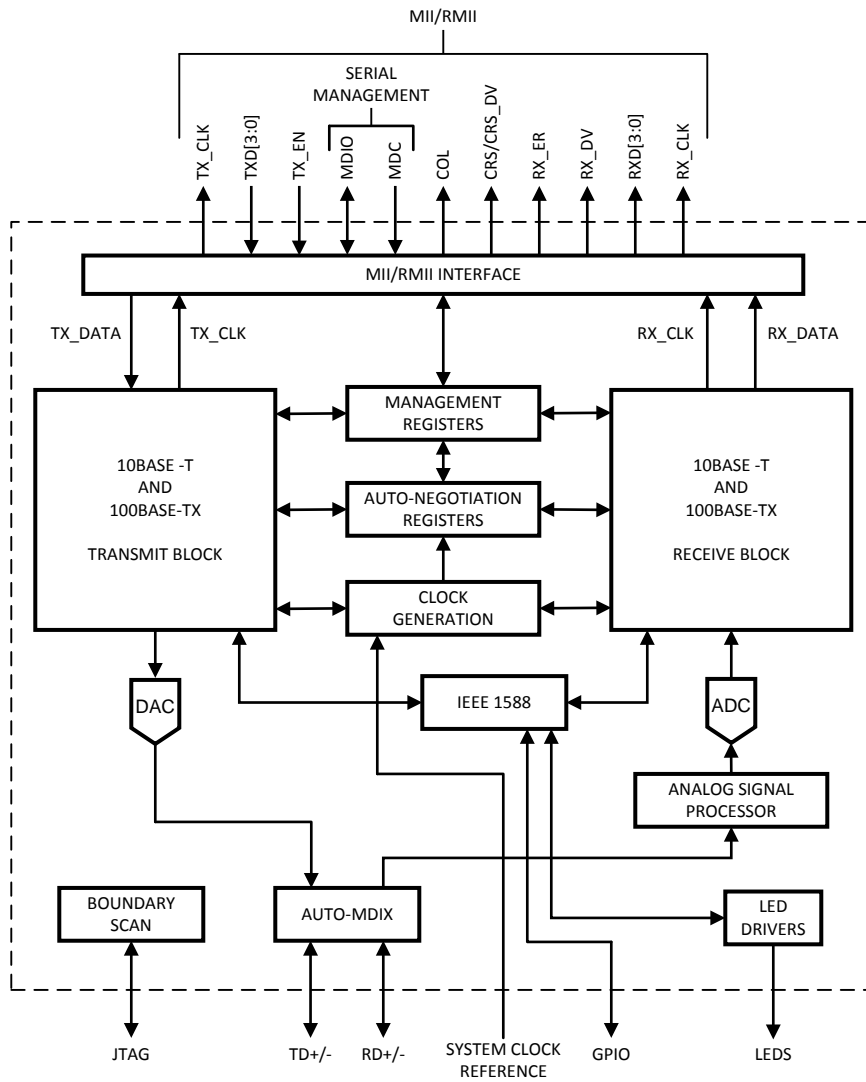 MII/RMII
SERIAL
MANAGEMENT
TX_CLK
TXD[3:0]
TX_EN
MDIO
MDC
COL
CRS/CRS_DV
RX_ER
RX_DV
RXD[3:0]
RX_CLK
MII/RMII INTERFACE
TX_DATA
TX_CLK
RX_CLK
RX_DATA
10BASE -T
AND
100BASE-TX
TRANSMIT BLOCK
MANAGEMENT
REGISTERS
AUTO-NEGOTIATION
REGISTERS
CLOCK
GENERATION
10BASE -T
AND
100BASE-TX
RECEIVE BLOCK
DAC
IEEE 1588
ADC
ANALOG SIGNAL
PROCESSOR
BOUNDARY
SCAN
AUTO-MDIX
LED
DRIVERS
JTAG
TD+/-
RD+/-
SYSTEM CLOCK
REFERENCE
GPIO
LEDS